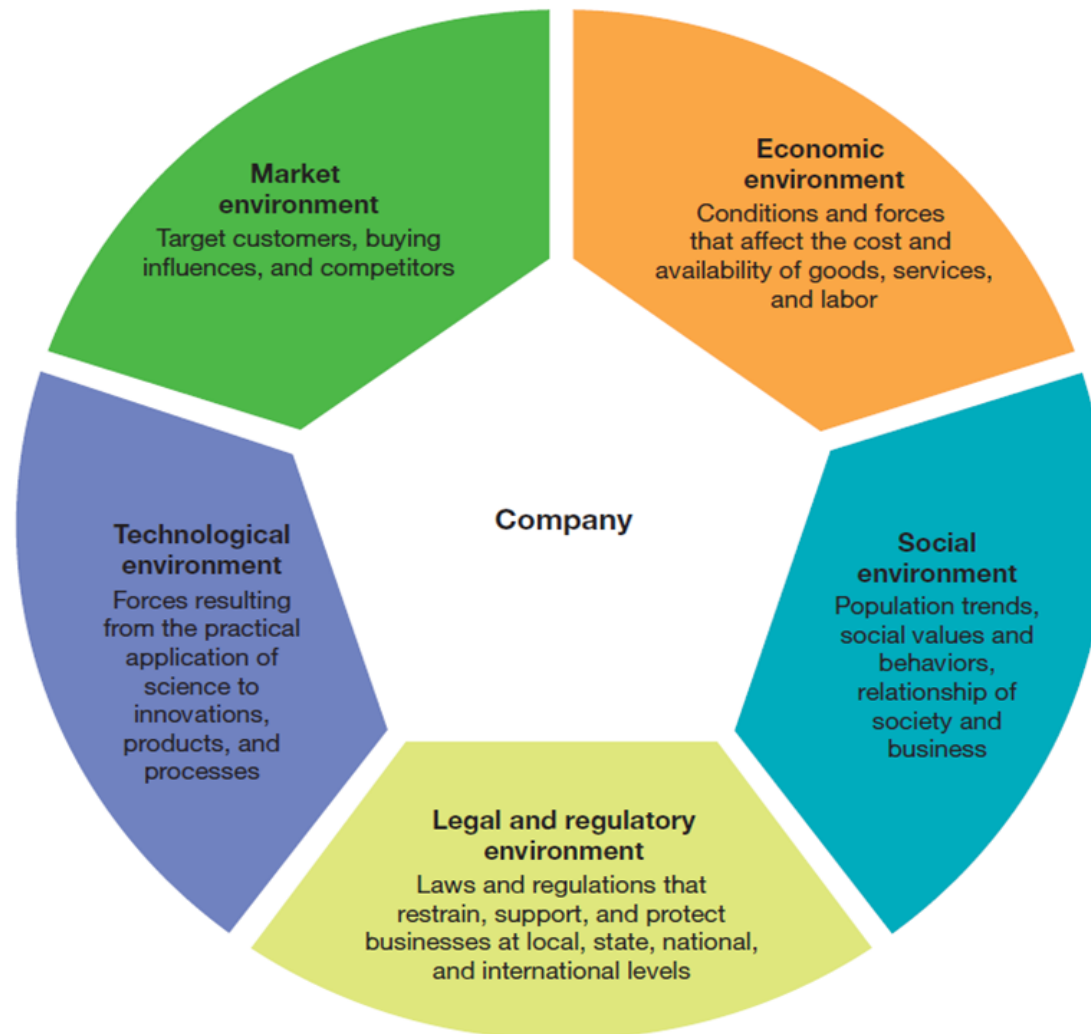 Market
environment
Target customers, buying
influences, and competitors
Economic
environment
Conditions and forces
that affect the cost and
availability of goods, services,
and labor
Technological
environment
Forces resulting
from the practical
application of
science to
innovations,
products, and
processes
Company
Social
environment
Population trends,
social values and
behaviors,
relationship of
society and
business
Legal and regulatory
environment
Laws and regulations that
restrain, support, and protect
businesses at local, state, national,
and international levels